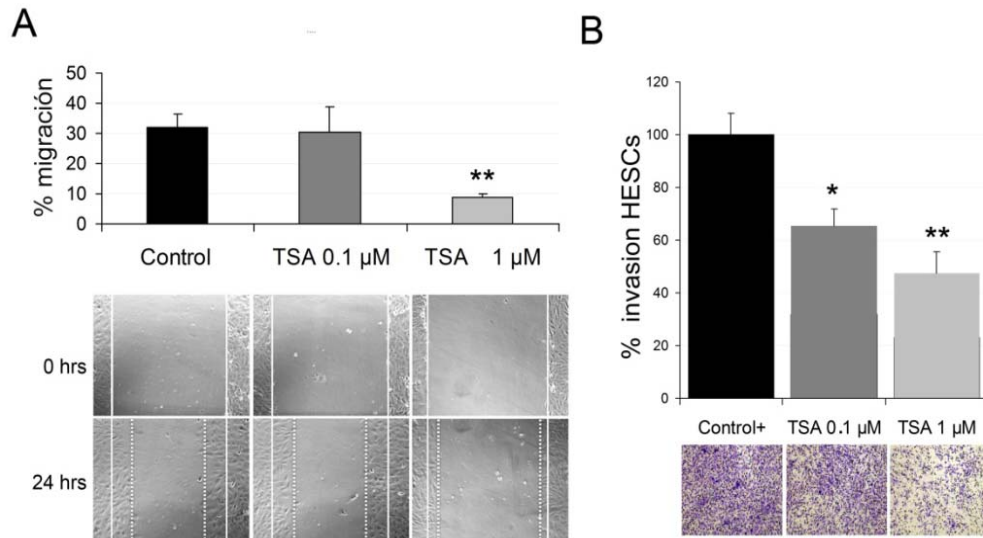 A
% migración
50
40
30
20
10
0
**
Control
TSA 0.1 µM
TSA 1 µM
0 hrs
24 hrs
B
% invasion HESCs
120
100
80
60
40
20
0
*
**
Control+
TSA 0.1 µM
TSA 1 µM